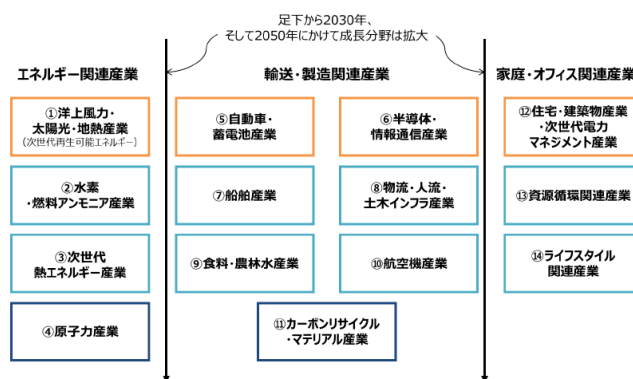 足下から2030年、
そして2050年にかけて成長分野は拡大
エネルギー関連産業
輸送・製造関連産業
家庭・オフィス関連産業
①洋上風力・
太陽光・地熱産業
(次世代再生可能エネルギー)
②水素
・燃料アンモニア産業
③次世代
熱エネルギー産業
④原子力産業
⑤自動車・
蓄電池産業
⑥半導体・
情報通信産業
⑦船舶産業
⑧物流・人流・
土木インフラ産業
⑨食料・農林水産業
⑩航空機産業
⑪カーボンリサイクル
・マテリアル産業
⑫住宅・建築物産業
・次世代電力
マネジメント産業
⑬資源循環関連産業
⑭ライフスタイル
関連産業